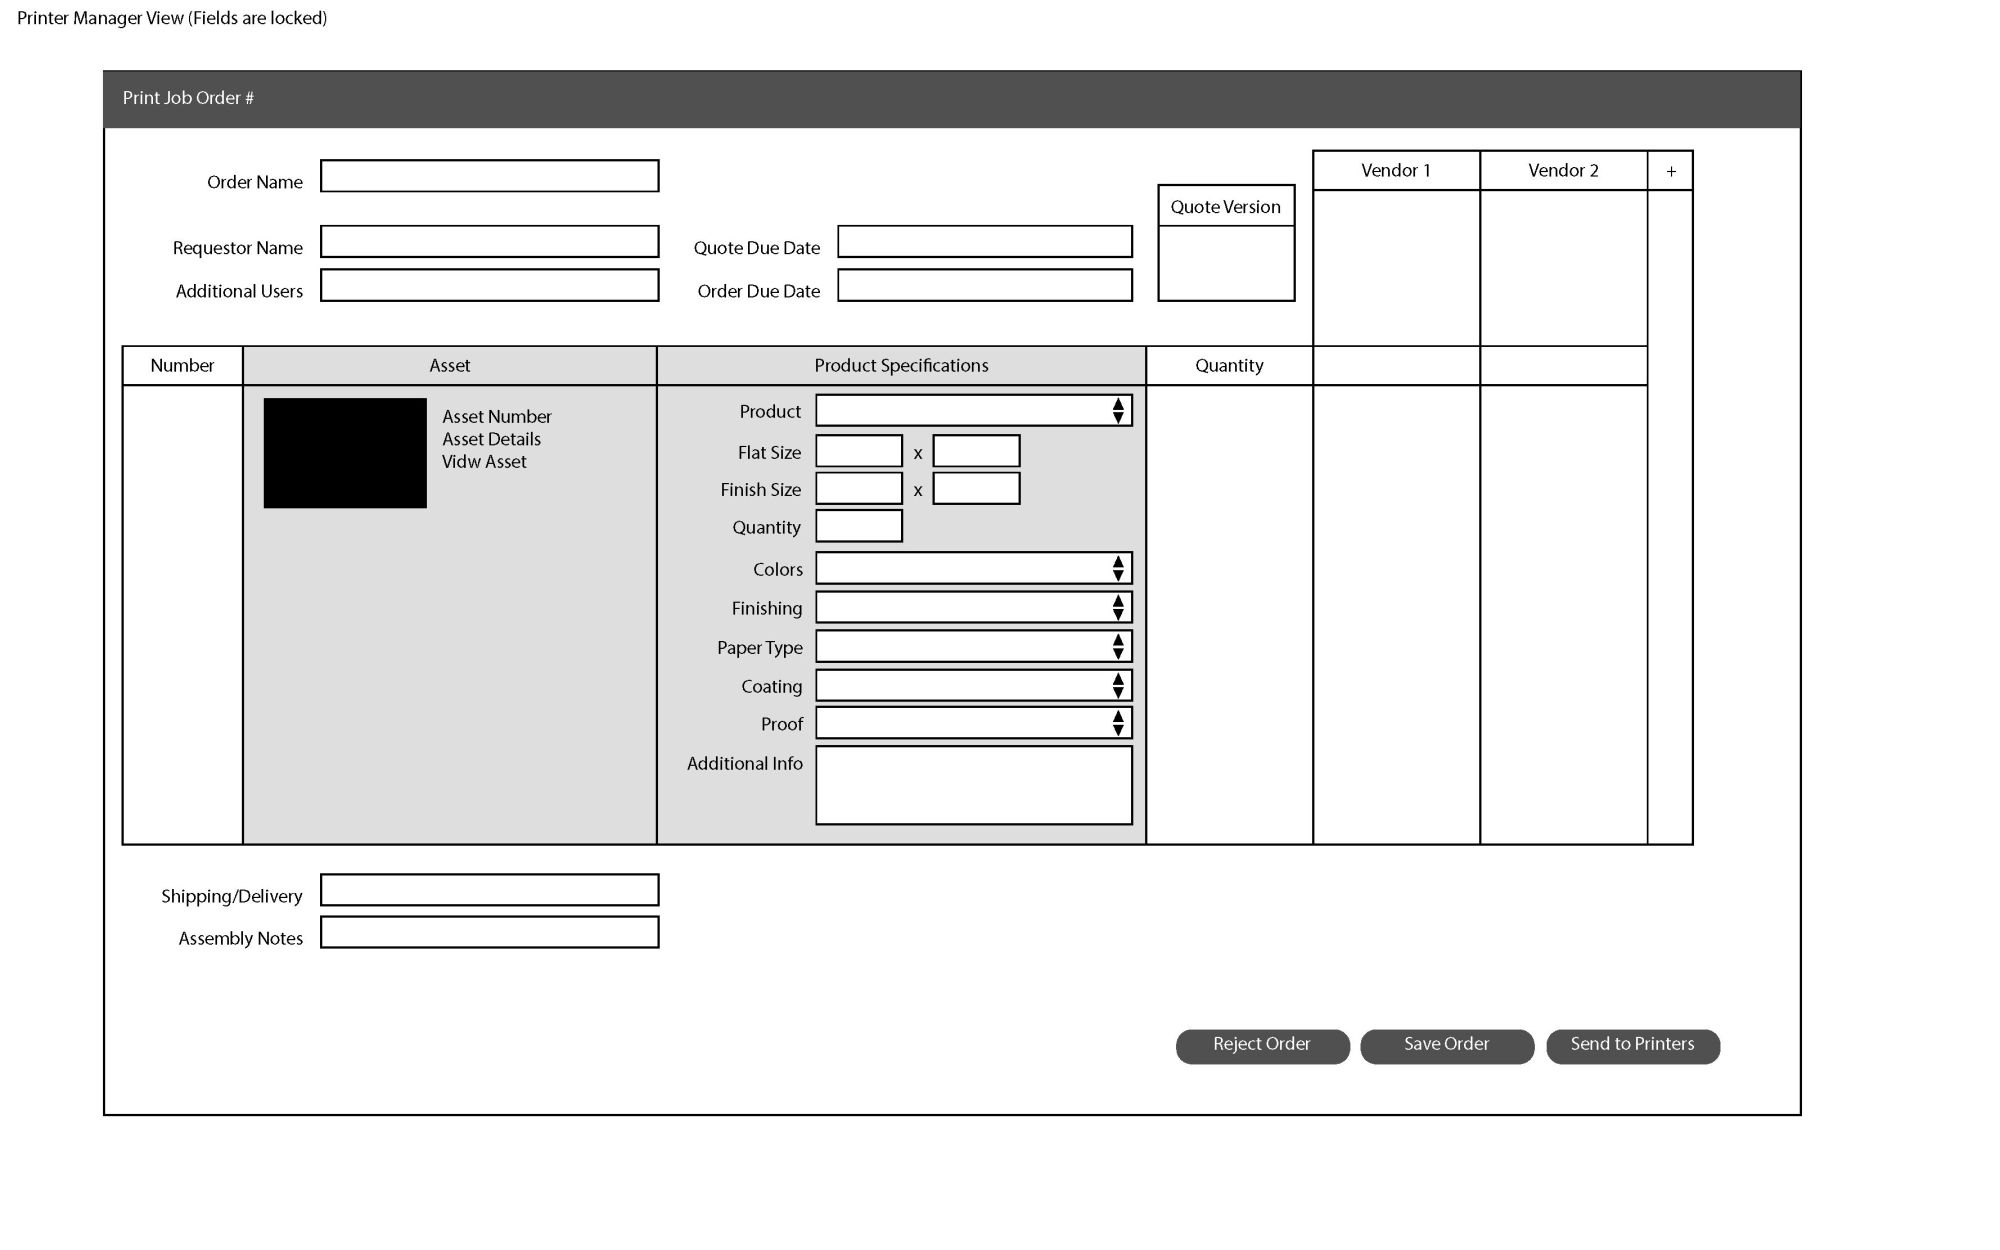 Printer Manager View (Fields are locked)
Print Job Order #
Order Name
Vendor 1
Vendor 2
+
Quote Version
Requestor Name
Quote Due Date
Additional Users
Order Due Date
Number
Asset
Product Specifications
Quantity
Asset Number
Asset Details
Vidw Asset
Product
Flat Size
x
Finish Size
x
Quantity
Colors
Finishing
Paper Type
Coating
Proof
Additional Info
Shipping/Delivery
Assembly Notes
Reject Order
Save Order
Send to Printers